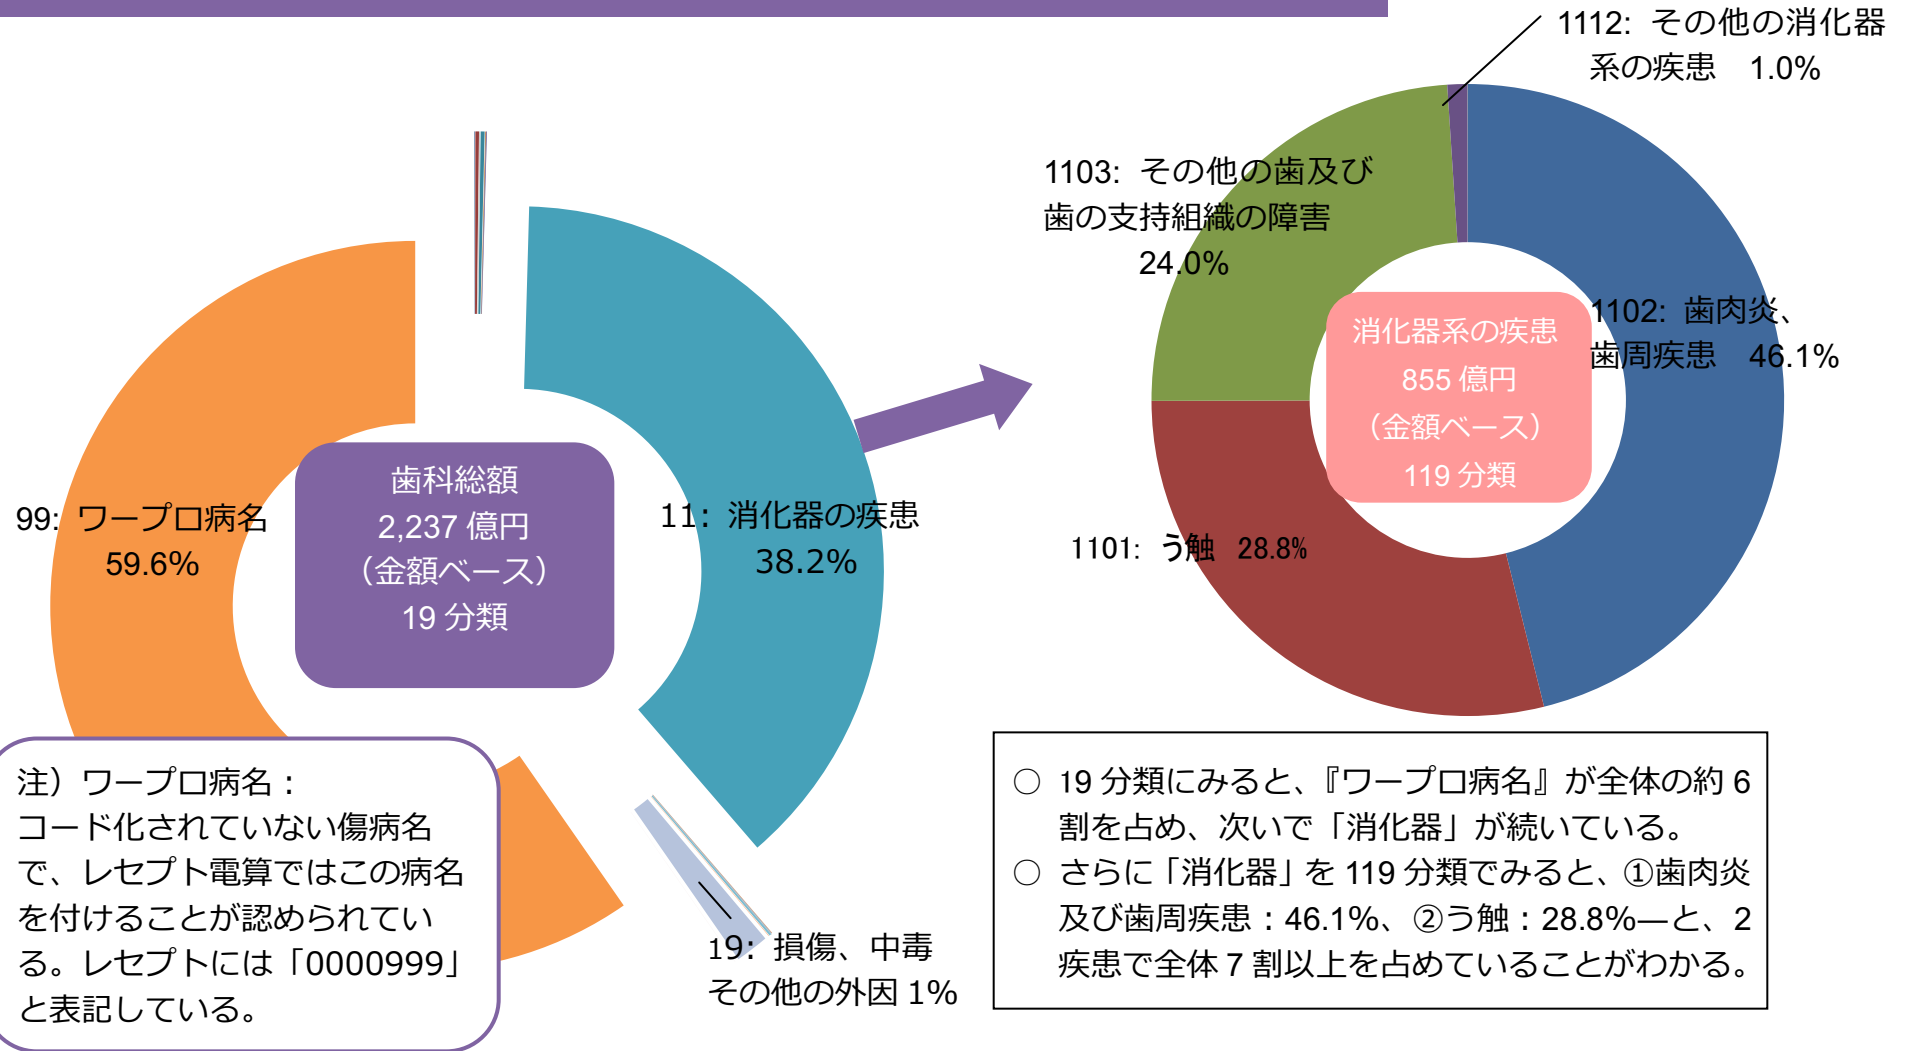 99: ワープロ病名
59.6%
歯科総額
2,237 億円
（金額ベース）
19 分類
11: 消化器の疾患
38.2%
19: 損傷、中毒
その他の外因 1%
注）ワープロ病名：
コード化されていない傷病名
で、レセプト電算ではこの病名
を付けることが認められてい
る。レセプトには「0000999」
と表記している。
1112: その他の消化器
系の疾患　1.0%
1103: その他の歯及び
歯の支持組織の障害
24.0%
消化器系の疾患
855 億円
（金額ベース）
119 分類
1102: 歯肉炎、
歯周疾患　46.1%
1101: う触　28.8%
○ 19 分類にみると、『ワープロ病名』が全体の約 6
割を占め、次いで「消化器」が続いている。
○ さらに「消化器」を 119 分類でみると、①歯肉炎
及び歯周疾患：46.1%、②う触：28.8%―と、2
疾患で全体 7 割以上を占めていることがわかる。